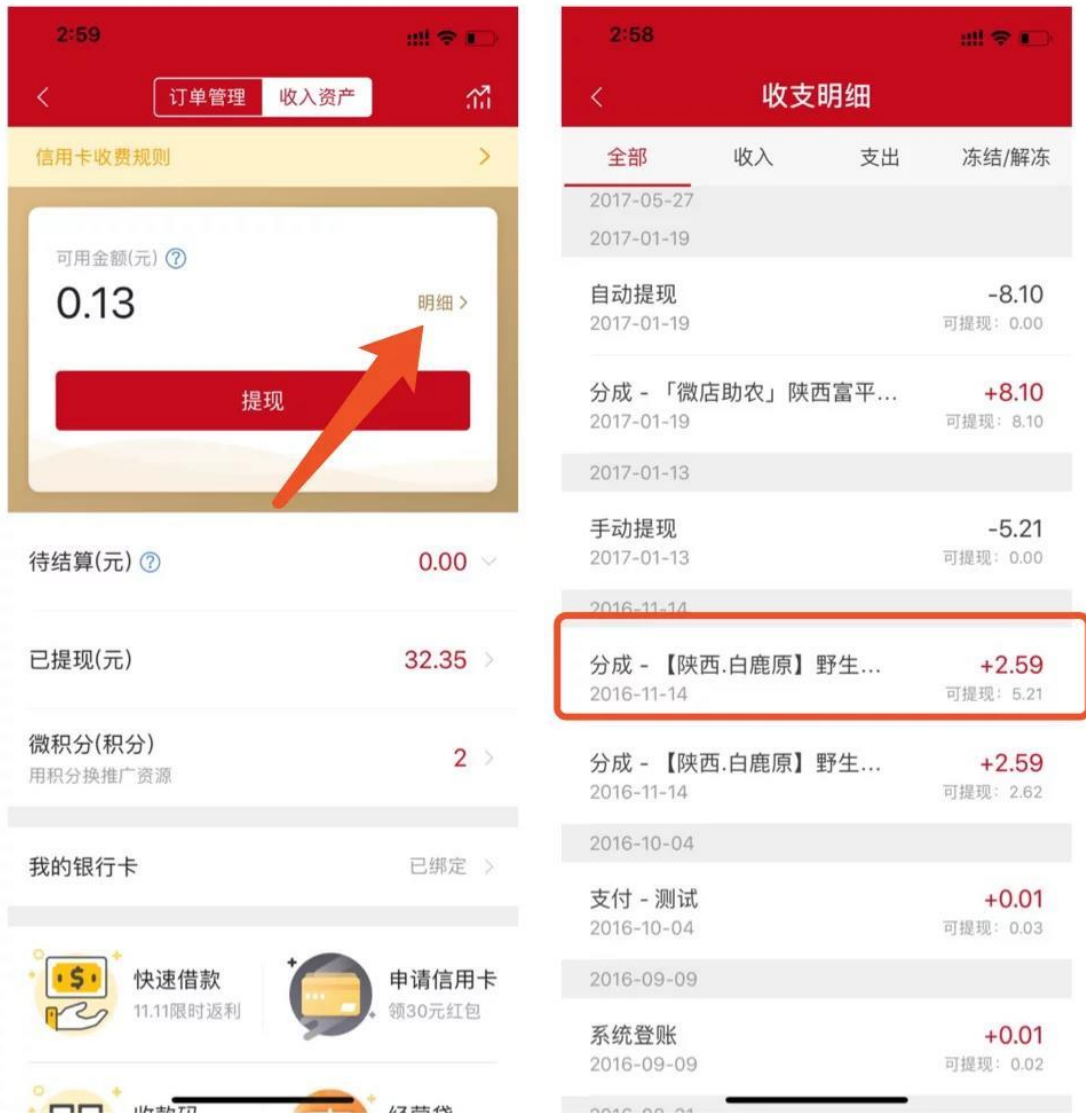 2:59
订单管理 收入资产
信用卡收费规则
可用金额(元)
0.13
明细
提现
待结算(元) 0.00
已提现(元) 32.35
微积分(积分) 2
用积分换推广资源
我的银行卡 已绑定
快速借款
11.11限时返利
申请信用卡
领30元红包
收款码
经营贷
2:58
收支明细
全部 收入 支出 冻结/解冻
2017-05-27
2017-01-19
自动提现 -8.10
2017-01-19 可提现: 0.00
分成 - 「微店助农」陕西富平... +8.10
2017-01-19 可提现: 8.10
2017-01-13
手动提现 -5.21
2017-01-13 可提现: 0.00
2016-11-14
分成 - 【陕西.白鹿原】野生... +2.59
2016-11-14 可提现: 5.21
分成 - 【陕西.白鹿原】野生... +2.59
2016-11-14 可提现: 2.62
2016-10-04
支付 - 测试 +0.01
2016-10-04 可提现: 0.03
2016-09-09
系统登账 +0.01
2016-09-09 可提现: 0.02